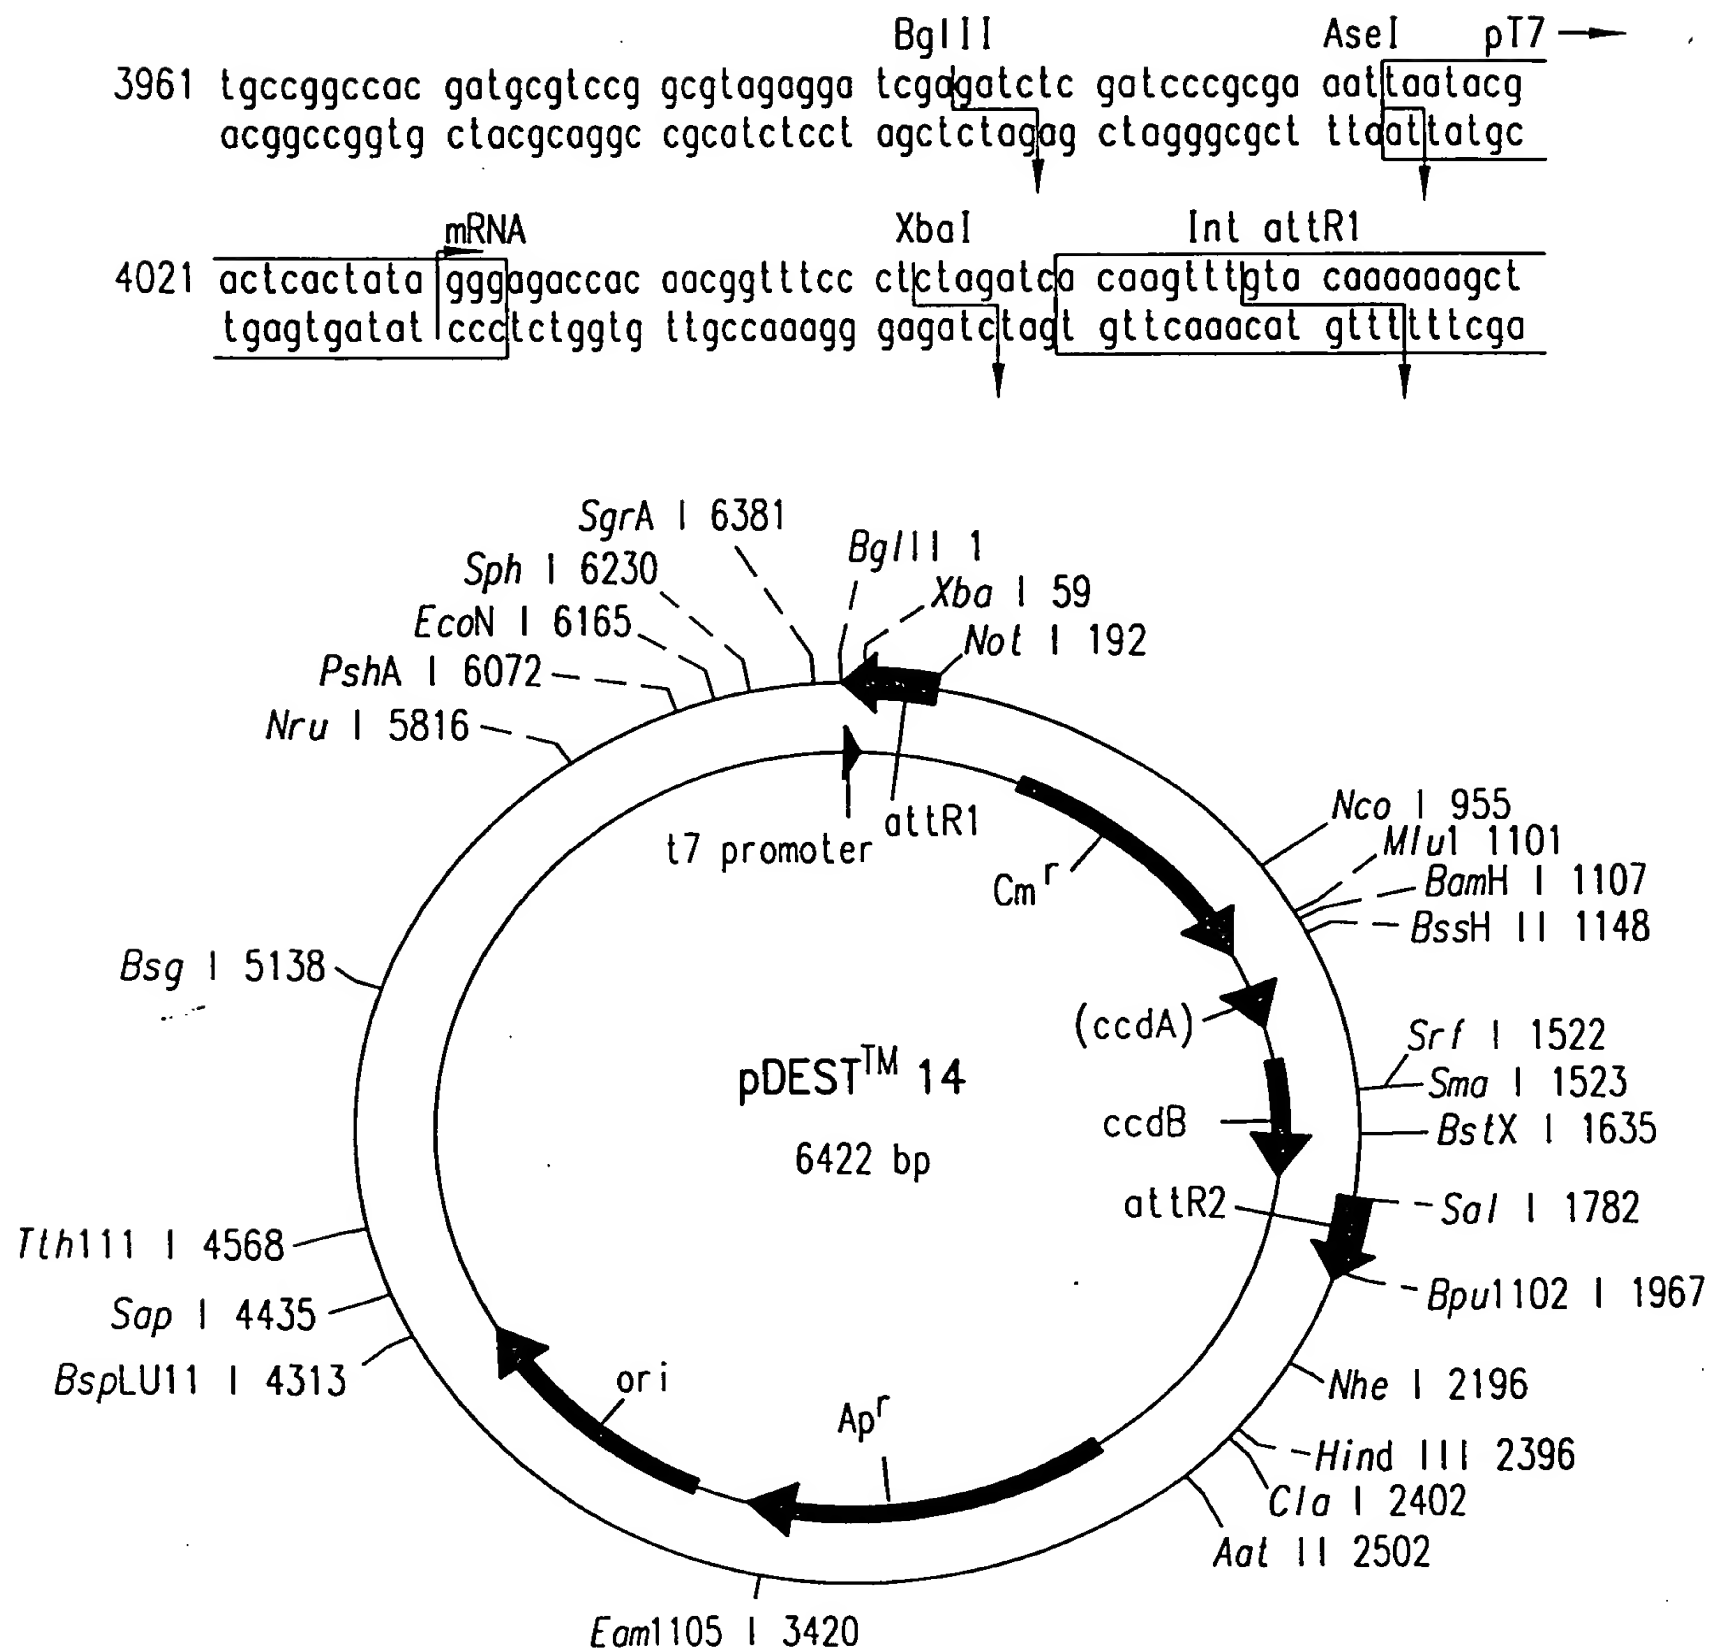 BglII AseI pT7
3961 tgccggccac gatgcgtccg gcgtagagga tcgagatctc gatcccgcga aattaatacg
acggccggtg ctacgcaggc cgcatctcct agctctagag ctagggcgct ttaattatgc
mRNA XbaI Int attR1
4021 actcactata gggagaccac aacggtttcc ctctagatca caagtttgta caaaaaagct
tgagtgatat ccctctggtg ttgccaaagg gagatctagt gttcaaacat gttttttcga
SgrA I 6381
BglII 1
Sph I 6230
Xba I 59
EcoN I 6165
Not I 192
PshA I 6072
Nru I 5816
Nco I 955
attR1
t7 promoter
Mlu1 1101
Cm r
BamH I 1107
BssH II 1148
Bsg I 5138
(ccdA)
Srf I 1522
pDEST™ 14
Sma I 1523
ccdB
BstX I 1635
6422 bp
attR2
Sal I 1782
Tth111 I 4568
Bpu1102 I 1967
Sap I 4435
BspLU11 I 4313
ori
Nhe I 2196
Ap r
Hind III 2396
Cla I 2402
Aat II 2502
Eam1105 I 3420